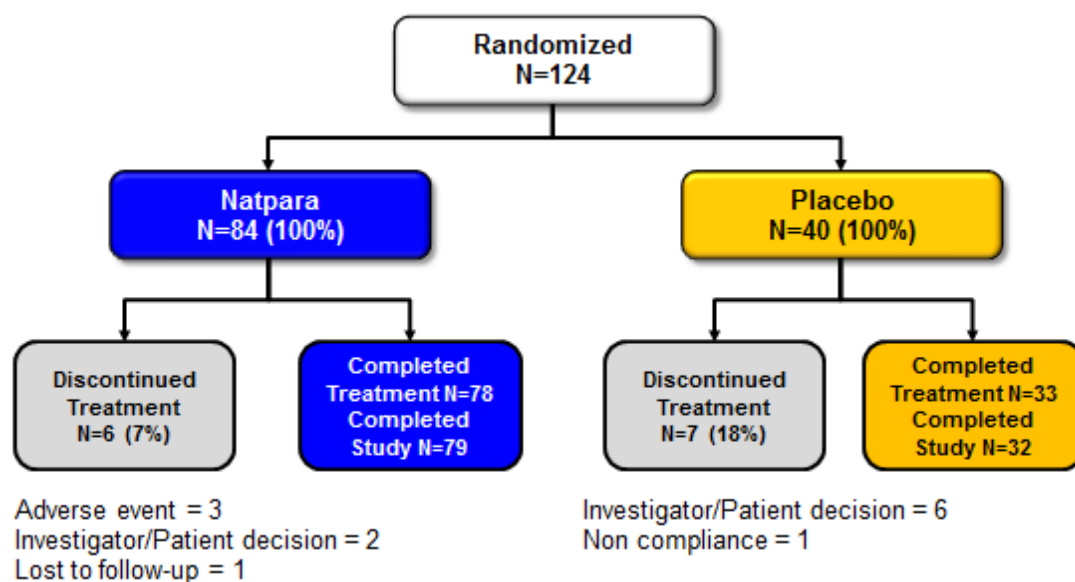 Randomized
N=124
Natpara
N=84 (100%)
Placebo
N=40 (100%)
Discontinued
Treatment
N=6 (7%)
Completed
Treatment N=78
Completed
Study N=79
Discontinued
Treatment
N=7 (18%)
Completed
Treatment N=33
Completed
Study N=32
Adverse event = 3
Investigator/Patient decision = 2
Lost to follow-up = 1
Investigator/Patient decision = 6
Non compliance = 1